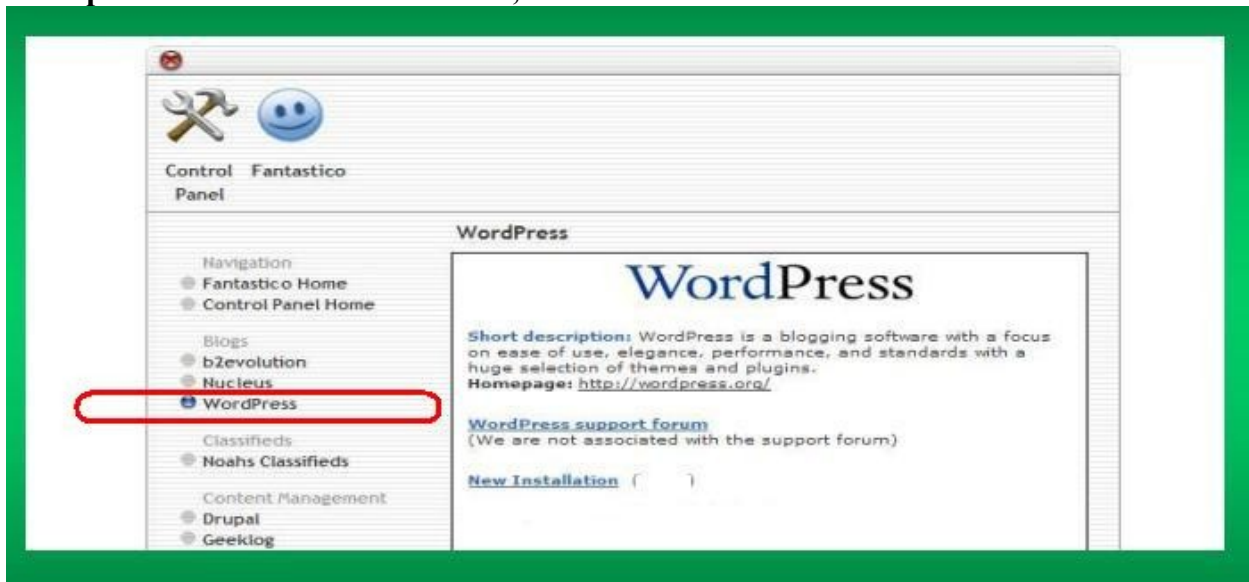 Control Fantastico
Panel
WordPress
Navigation
Fantastico Home
Control Panel Home
Blogs
b2evolution
Nucleus
WordPress
Classifieds
Noahs Classifieds
Content Management
Drupal
Geeklog
WordPress
Short description: WordPress is a blogging software with a focus
on ease of use, elegance, performance, and standards with a
huge selection of themes and plugins.
Homepage: http://wordpress.org/
WordPress support forum
(We are not associated with the support forum)
New Installation ( )